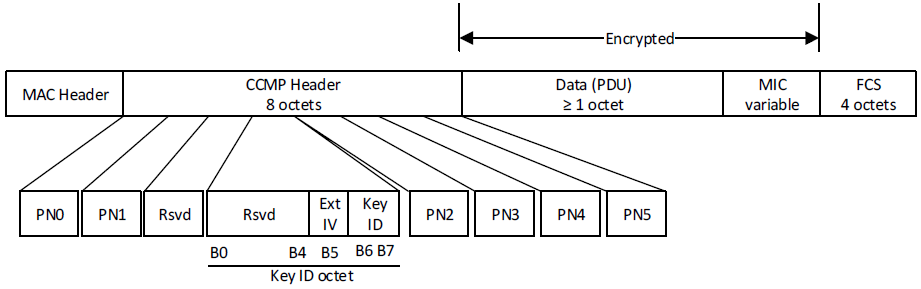 Encrypted
MAC Header
CCMP Header
8 octets
Data (PDU)
≥ 1 octet
MIC
variable
FCS
4 octets
PN0
PN1
Rsvd
Rsvd
Ext
IV
Key
ID
PN2
PN3
PN4
PN5
B0
B4
B5
B6 B7
Key ID octet